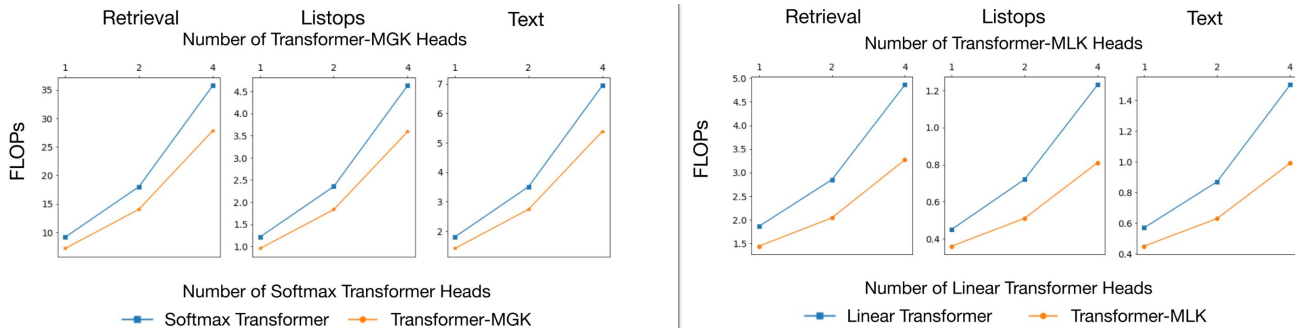 Retrieval Listops Text
Number of Transformer-MGK Heads
1 2 4
1 2 4
1 2 4
FLOPs
35
30
25
20
15
10
4.5
4.0
3.5
3.0
2.5
2.0
1.5
1.0
7
6
5
4
3
2
Number of Softmax Transformer Heads
Softmax Transformer Transformer-MGK
Retrieval Listops Text
Number of Transformer-MLK Heads
1 2 4
1 2 4
1 2 4
FLOPs
5.0
4.5
4.0
3.5
3.0
2.5
2.0
1.5
1.2
1.0
0.8
0.6
0.4
1.4
1.2
1.0
0.8
0.6
0.4
Number of Linear Transformer Heads
Linear Transformer Transformer-MLK